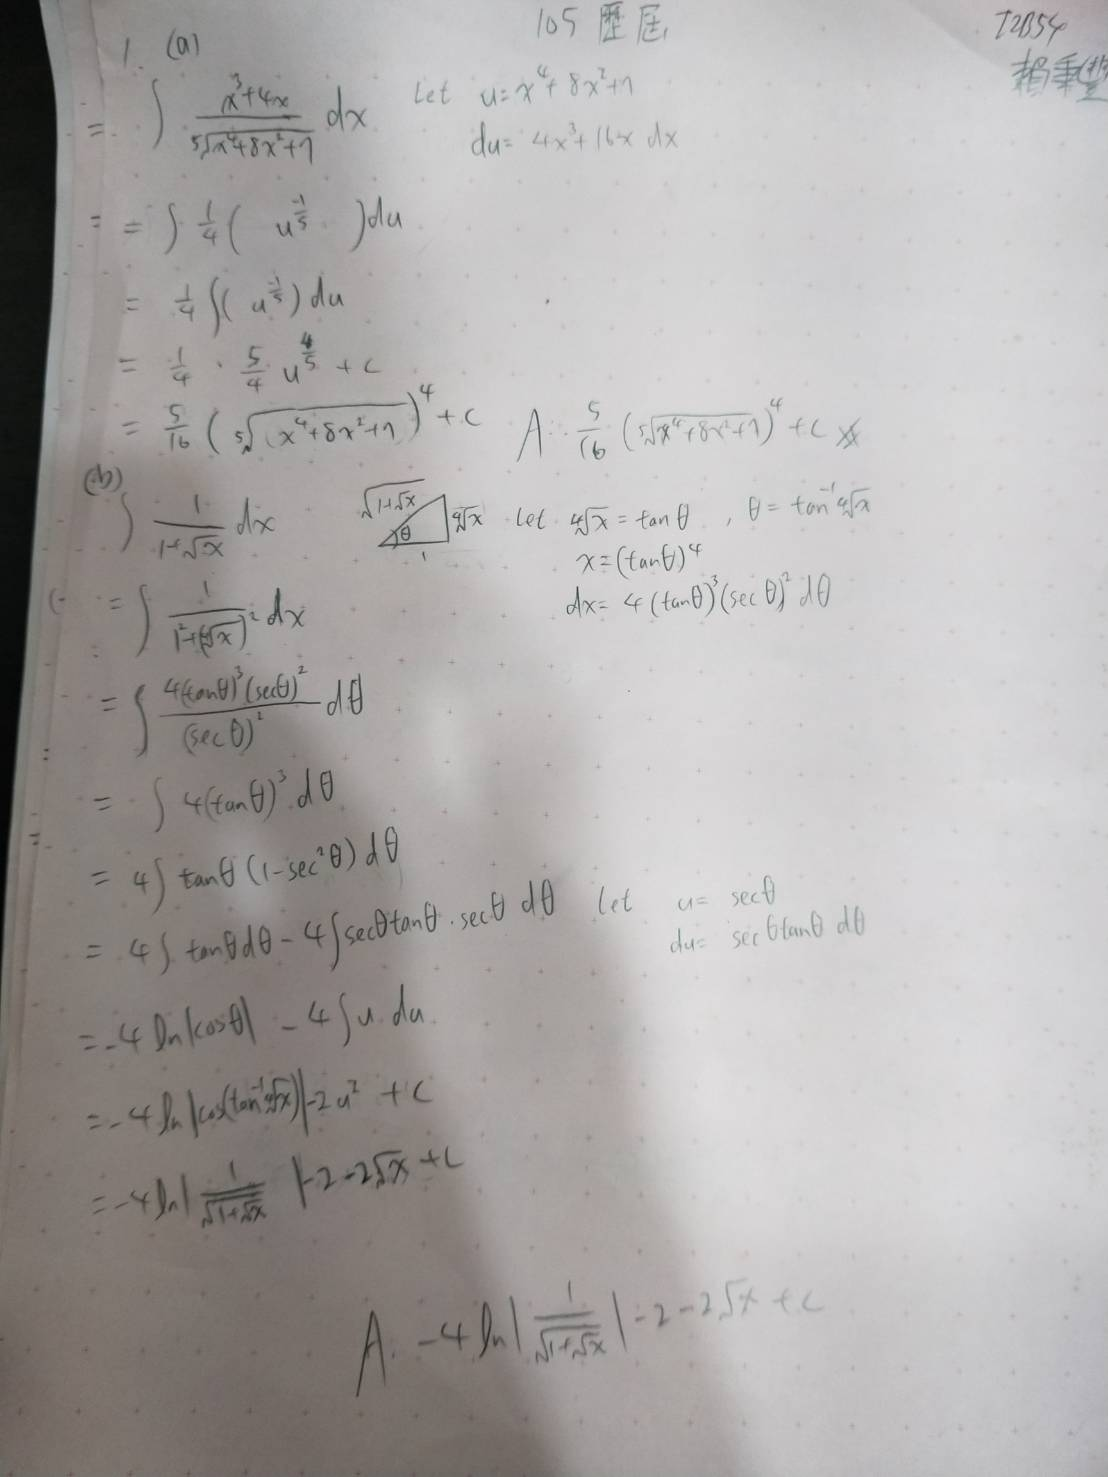 105 歷屆
T2B54
賴秉豐
1. (a)
= ∫ (x³+4x)/(⁵√(x⁴+8x²+7)) dx Let u = x⁴+8x²+7
du = 4x³+16x dx
= = ∫ 1/4 ( u^(-1/5) ) du
= 1/4 ∫ ( u^(-1/5) ) du
= 1/4 · 5/4 u^(4/5) + C
= 5/16 ( ⁵√(x⁴+8x²+7) )⁴ + C A. 5/16 ( ⁵√(x⁴+8x²+7) )⁴ + C
(b)
∫ 1/(1+√x) dx √(1+√x) θ ⁴√x 1 let ⁴√x = tanθ , θ = tan⁻¹ ⁴√x
x = (tanθ)⁴
dx = 4(tanθ)³(secθ)² dθ
= ∫ 1/(1²+(⁴√x)²) dx
= ∫ 4(tanθ)³(secθ)²/(secθ)² dθ
= ∫ 4(tanθ)³ dθ
= 4∫ tanθ (1-sec²θ) dθ
= 4∫ tanθ dθ - 4∫ secθtanθ · secθ dθ let u = secθ
du = secθtanθ dθ
= -4 ln|cosθ| - 4∫ u du
= -4 ln|cos(tan⁻¹ ⁴√x)| -2u² + C
= -4 ln| 1/√(1+√x) | -2 -2√x + C
A. -4 ln| 1/√(1+√x) | -2 -2√x + C